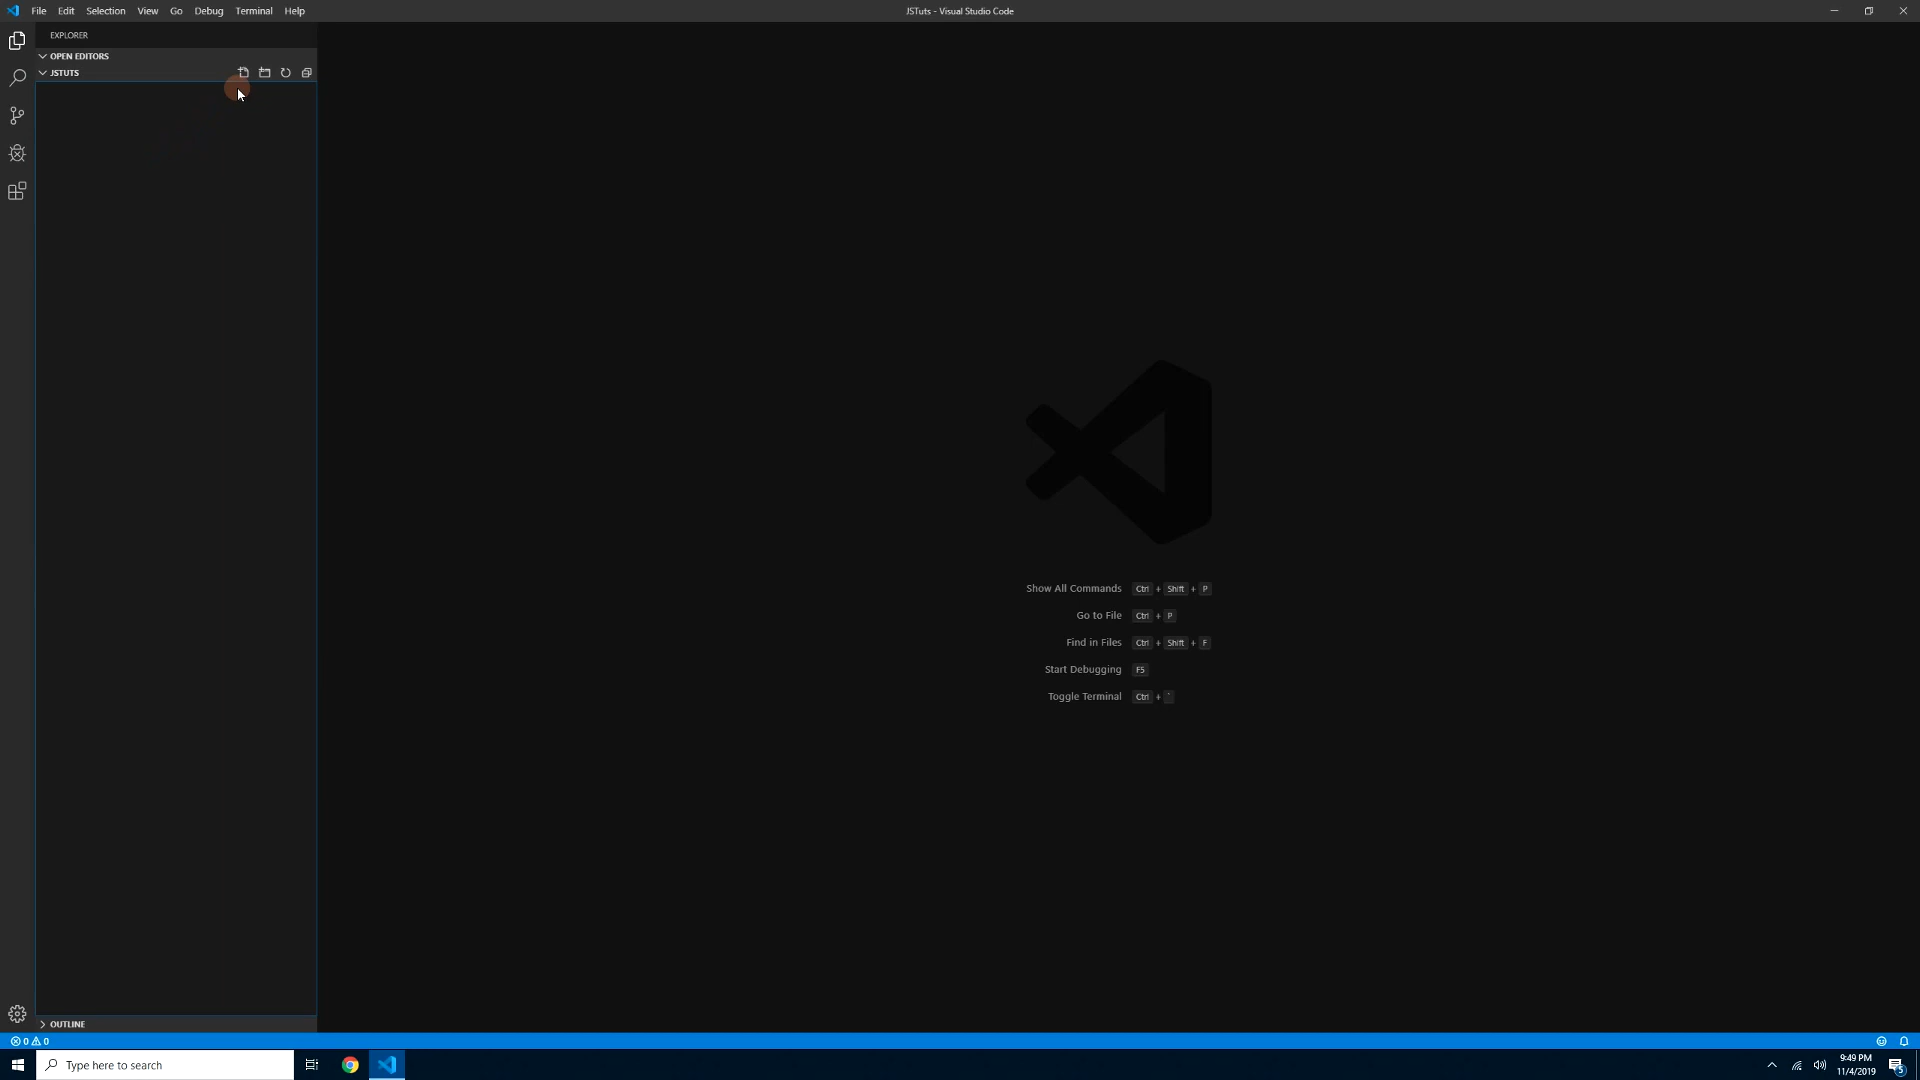 File Edit Selection View Go Debug Terminal Help
JSTuts - Visual Studio Code
EXPLORER
OPEN EDITORS
JSTUTS
Show All Commands Ctrl + Shift + P
Go to File Ctrl + P
Find in Files Ctrl + Shift + F
Start Debugging F5
Toggle Terminal Ctrl + `
OUTLINE
0 0
Type here to search
9:49 PM
11/4/2019
5